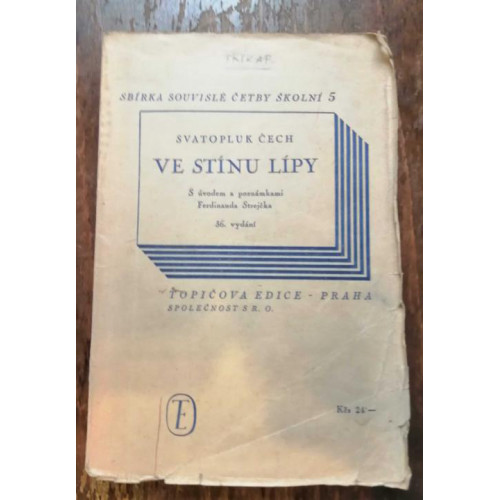 SBÍRKA SOUVISLÉ ČETBY ŠKOLNÍ 5
SVATOPLUK ČECH
VE STÍNU LÍPY
S úvodem a poznámkami
Ferdinanda Strejčka
36. vydání
TOPIČOVA EDICE - PRAHA
SPOLEČNOST S R. O.
TE
Kčs 24—